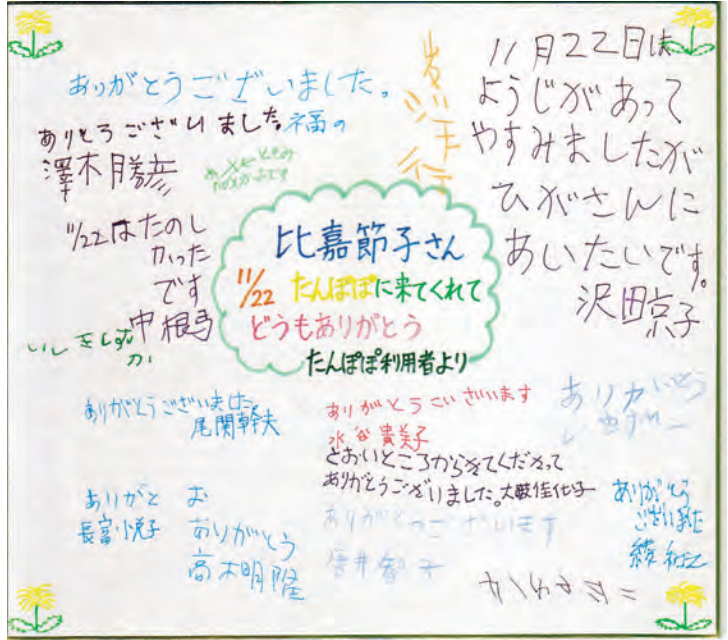 ありがとうございました。
ありとうございました。
11/22はたのし
かった
です
11月22日は
ようじがあって
やすみましたが
ひがさんに
あいたいです。
沢田京子
比嘉節子さん
11/22 たんぽぽに来てくれて
どうもありがとう
たんぽぽ利用者より
ありがとうございました
尾関幹夫
ありがとうございます
水谷貴美子
とおいところからきてくださって
ありがとうございました。大薮佳代子
ありがと
長富悦子
お
ありがとう
高木明隆
ありがとうございます
ありがとう
ございました